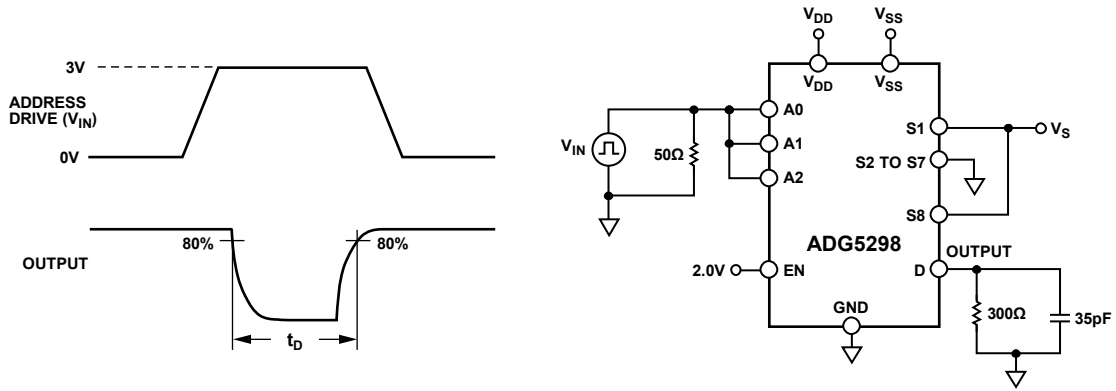 3V
ADDRESS
DRIVE (VIN)
0V
80%
80%
OUTPUT
tD
VDD
VSS
VDD
VSS
A0
A1
A2
VIN
50Ω
S1
VS
S2 TO S7
S8
ADG5298
OUTPUT
2.0V
EN
D
GND
300Ω
35pF